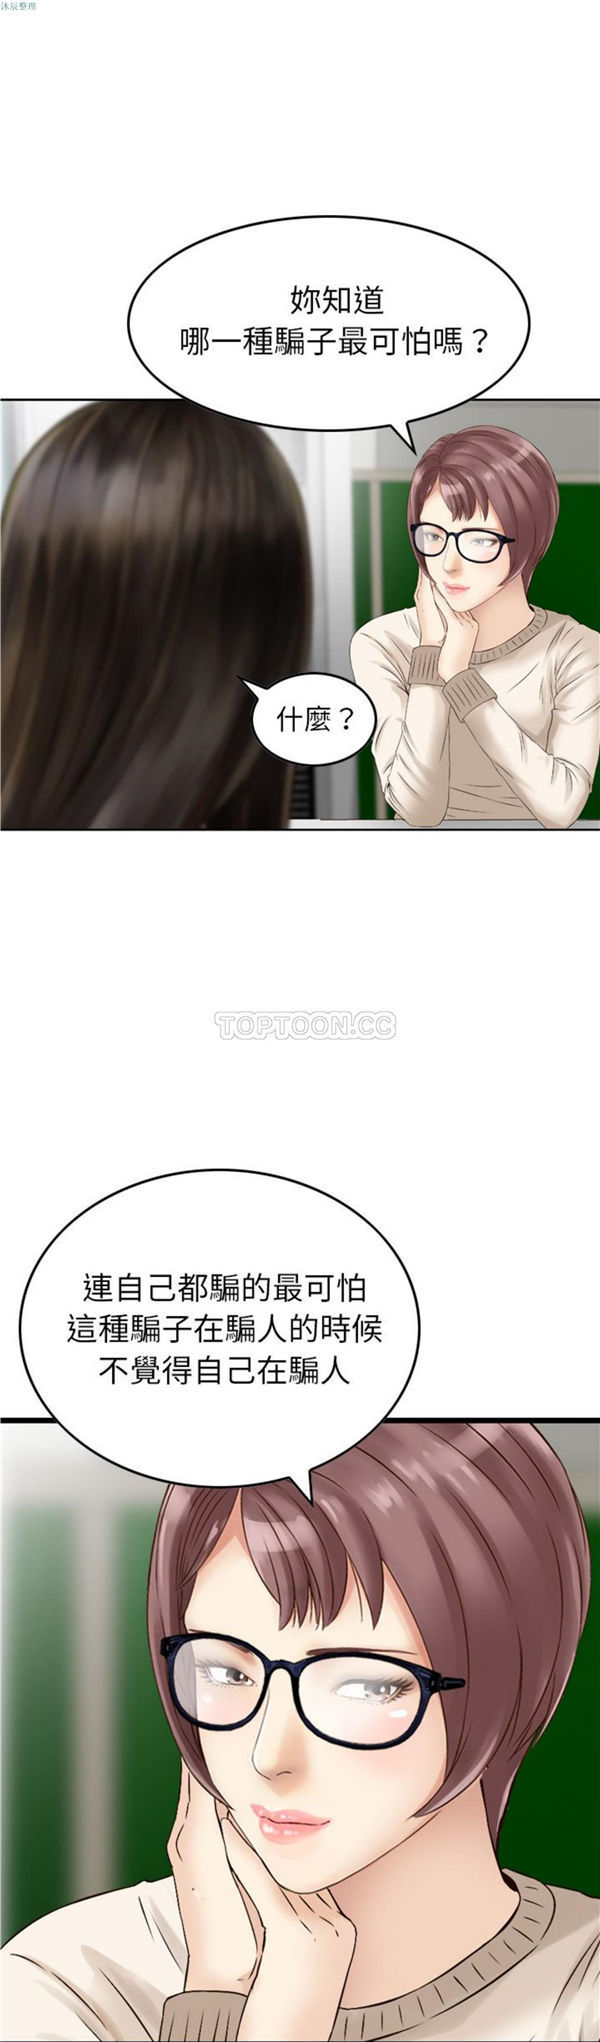 沐辰整理
妳知道
哪一種騙子最可怕嗎？
什麼？
TOPTOON.CC
連自己都騙的最可怕
這種騙子在騙人的時候
不覺得自己在騙人